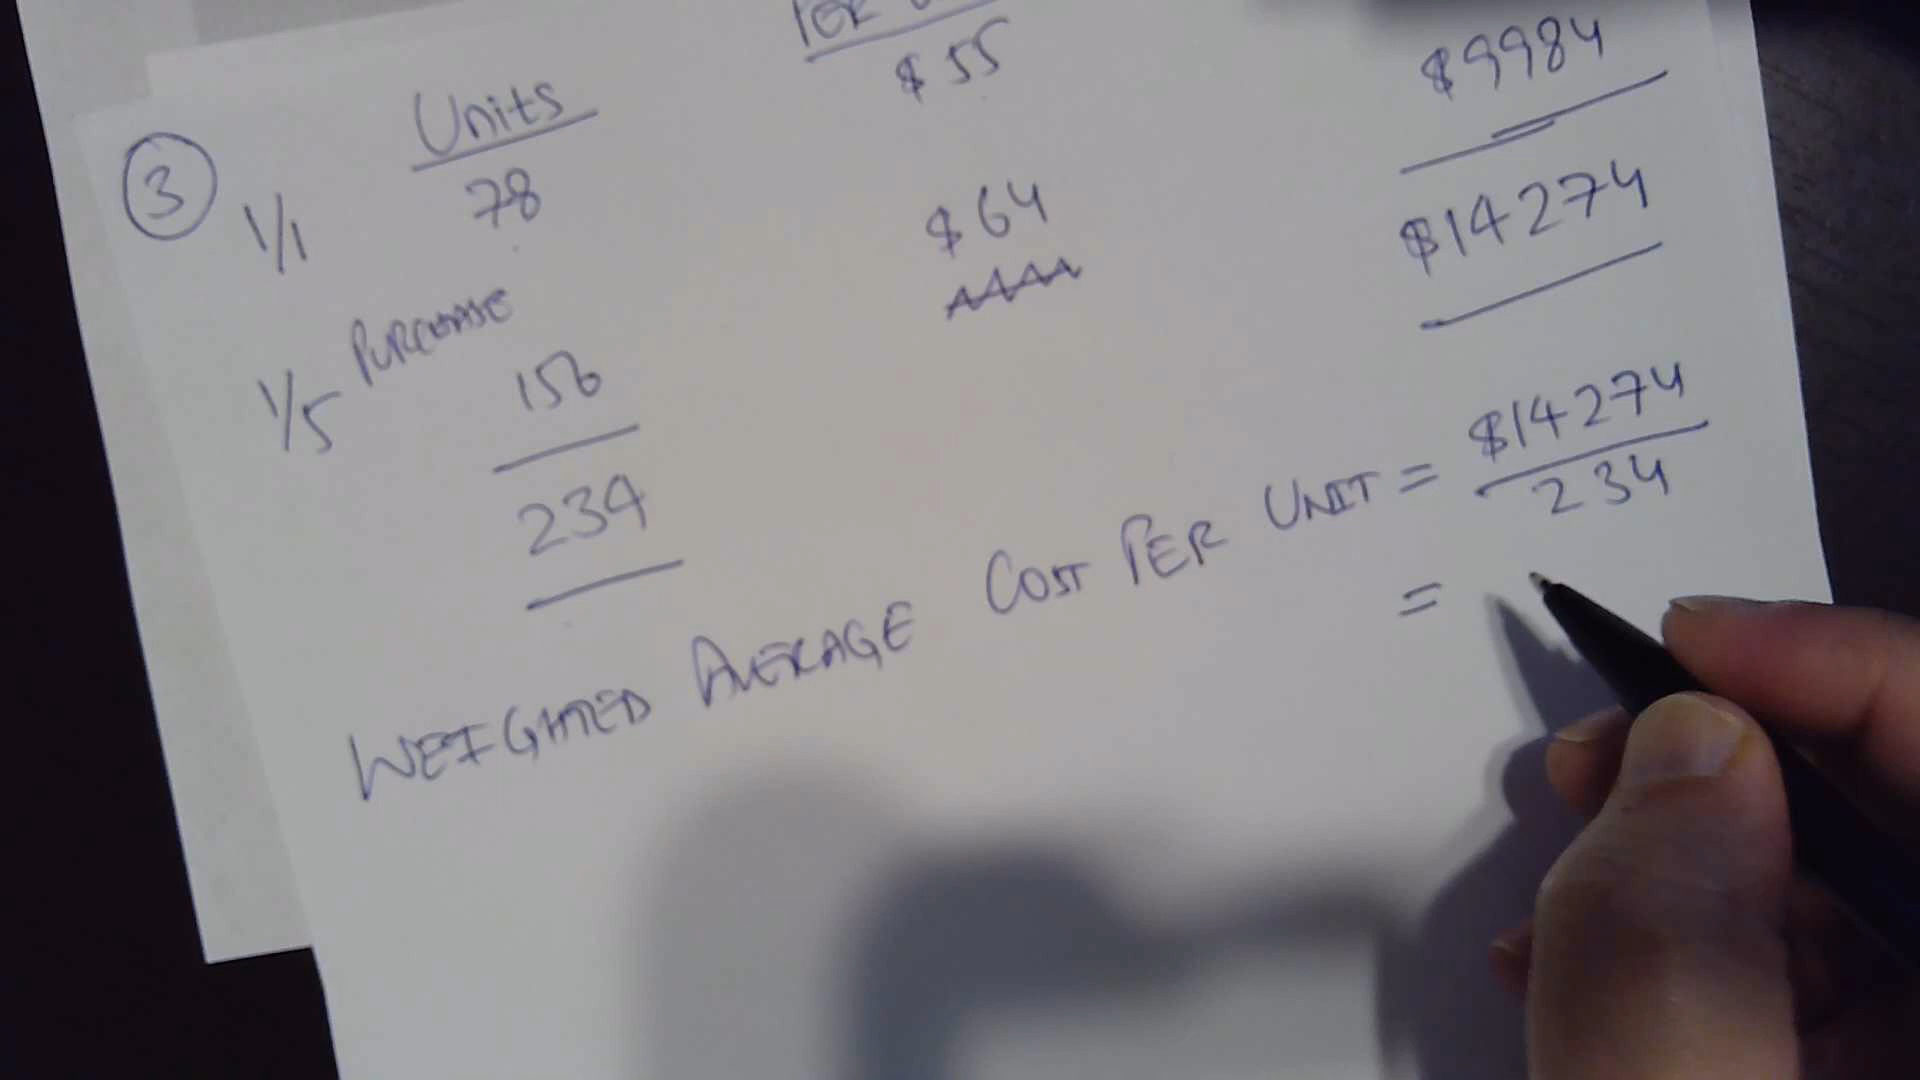 PER
Units $55 $9984
3 1/1 78
$64 $14274
1/5 PURCHASE
156
234
WEIGHTED AVERAGE COST PER UNIT = $14274
234
=